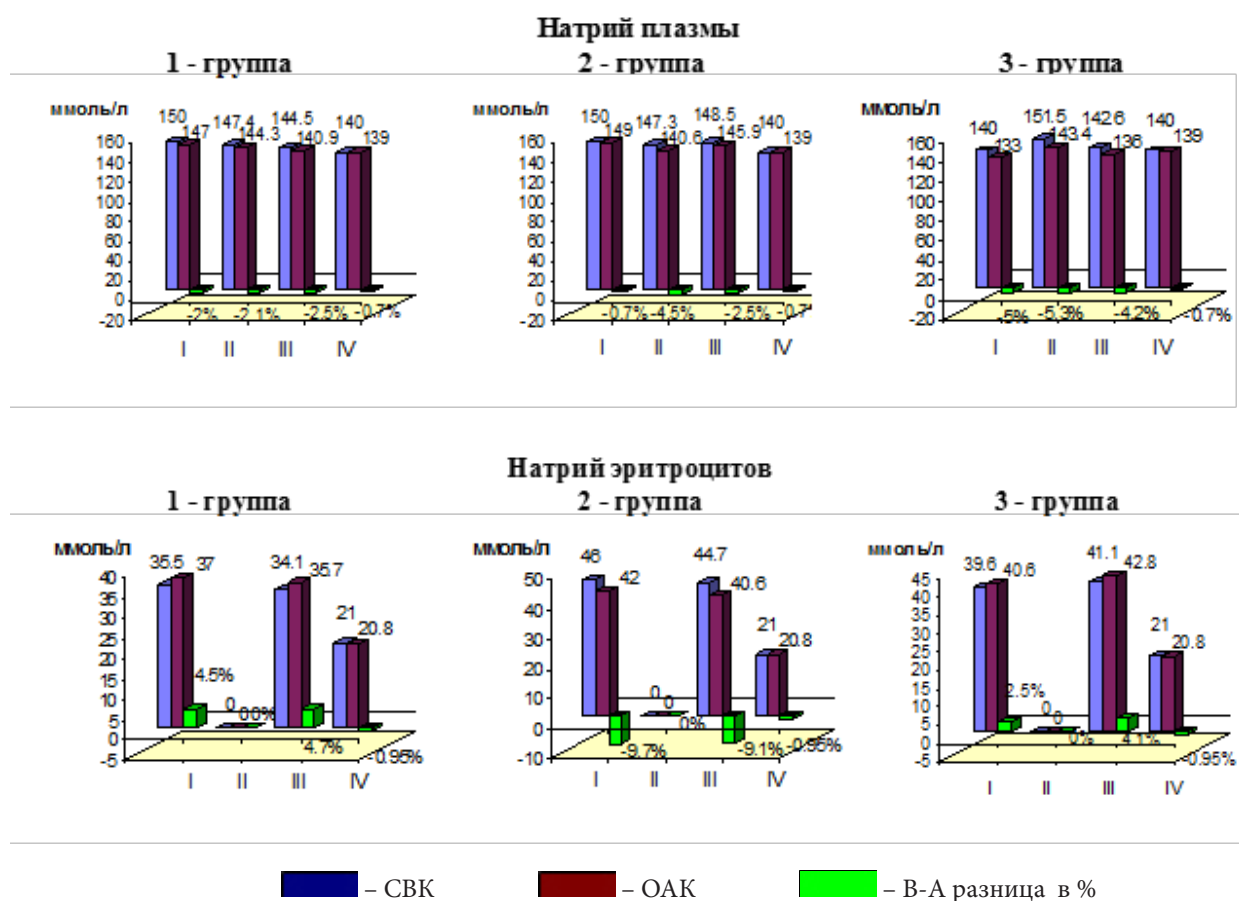 Натрий плазмы
1 - группа
2 - группа
3 - группа
ммоль/л
150 147 147.4 144.3 144.5 140.9 140 139
160
140
120
100
80
60
40
20
0
-20
-2% -2.1% -2.5% -0.7%
I II III IV
ммоль/л
150 149 147.3 140.6 148.5 145.9 140 139
160
140
120
100
80
60
40
20
0
-20
-0.7% -4.5% -2.5% -0.7
I II III IV
ммоль/л
140 133 151.5 143.4 142.6 136 140 139
160
140
120
100
80
60
40
20
0
-20
-5% -5.3% -4.2% -0.7%
I II III IV
Натрий эритроцитов
1 - группа
2 - группа
3 - группа
ммоль/л
35.5 37 0 0 34.1 35.7 21 20.8
40
35
30
25
20
15
10
5
0
-5
4.5% 0% 4.7% -0.95%
I II III IV
ммоль/л
46 42 0 0 44.7 40.6 21 20.8
50
40
30
20
10
0
-10
-9.7% 0% -9.1% -0.95%
I II III IV
ммоль/л
39.6 40.6 0 0 41.1 42.8 21 20.8
45
40
35
30
25
20
15
10
5
0
-5
2.5% 0% 4.1% -0.95%
I II III IV
– СВК
– ОАК
– В-А разница в %